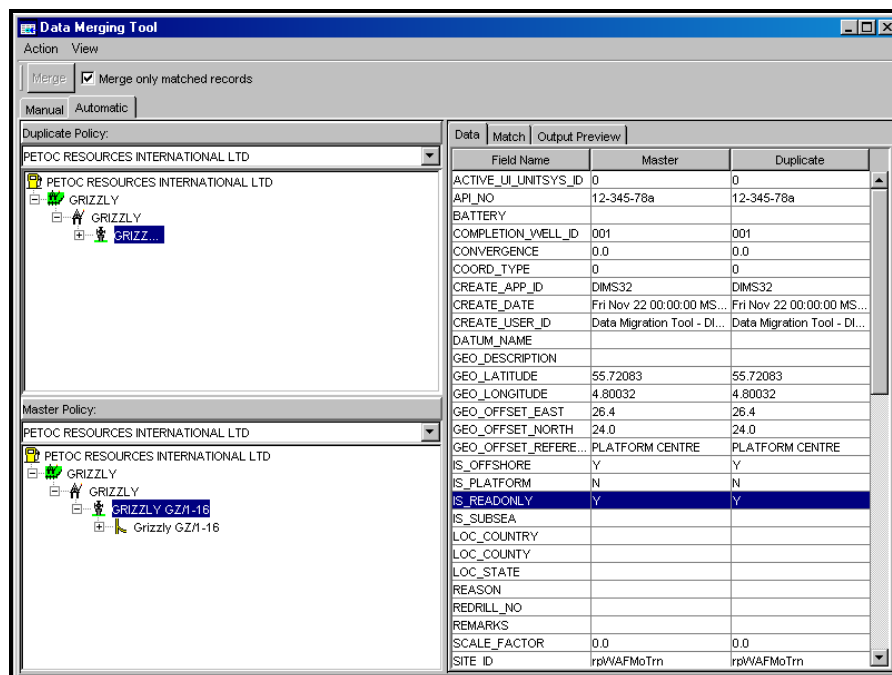 Data Merging Tool
Action View
Merge Merge only matched records
Manual Automatic
Duplicate Policy:
PETOC RESOURCES INTERNATIONAL LTD
PETOC RESOURCES INTERNATIONAL LTD
GRIZZLY
GRIZZLY
GRIZZ...
Master Policy:
PETOC RESOURCES INTERNATIONAL LTD
PETOC RESOURCES INTERNATIONAL LTD
GRIZZLY
GRIZZLY
GRIZZLY GZ/1-16
Grizzly GZ/1-16
Data Match Output Preview
Field Name Master Duplicate
ACTIVE_UI_UNITSYS_ID 0 0
API_NO 12-345-78a 12-345-78a
BATTERY
COMPLETION_WELL_ID 001 001
CONVERGENCE 0.0 0.0
COORD_TYPE 0 0
CREATE_APP_ID DIMS32 DIMS32
CREATE_DATE Fri Nov 22 00:00:00 MS... Fri Nov 22 00:00:00 MS...
CREATE_USER_ID Data Migration Tool - DI... Data Migration Tool - DI...
DATUM_NAME
GEO_DESCRIPTION
GEO_LATITUDE 55.72083 55.72083
GEO_LONGITUDE 4.80032 4.80032
GEO_OFFSET_EAST 26.4 26.4
GEO_OFFSET_NORTH 24.0 24.0
GEO_OFFSET_REFERE... PLATFORM CENTRE PLATFORM CENTRE
IS_OFFSHORE Y Y
IS_PLATFORM N N
IS_READONLY Y Y
IS_SUBSEA
LOC_COUNTRY
LOC_COUNTY
LOC_STATE
REASON
REDRILL_NO
REMARKS
SCALE_FACTOR 0.0 0.0
SITE_ID rpWAFMoTrn rpWAFMoTrn